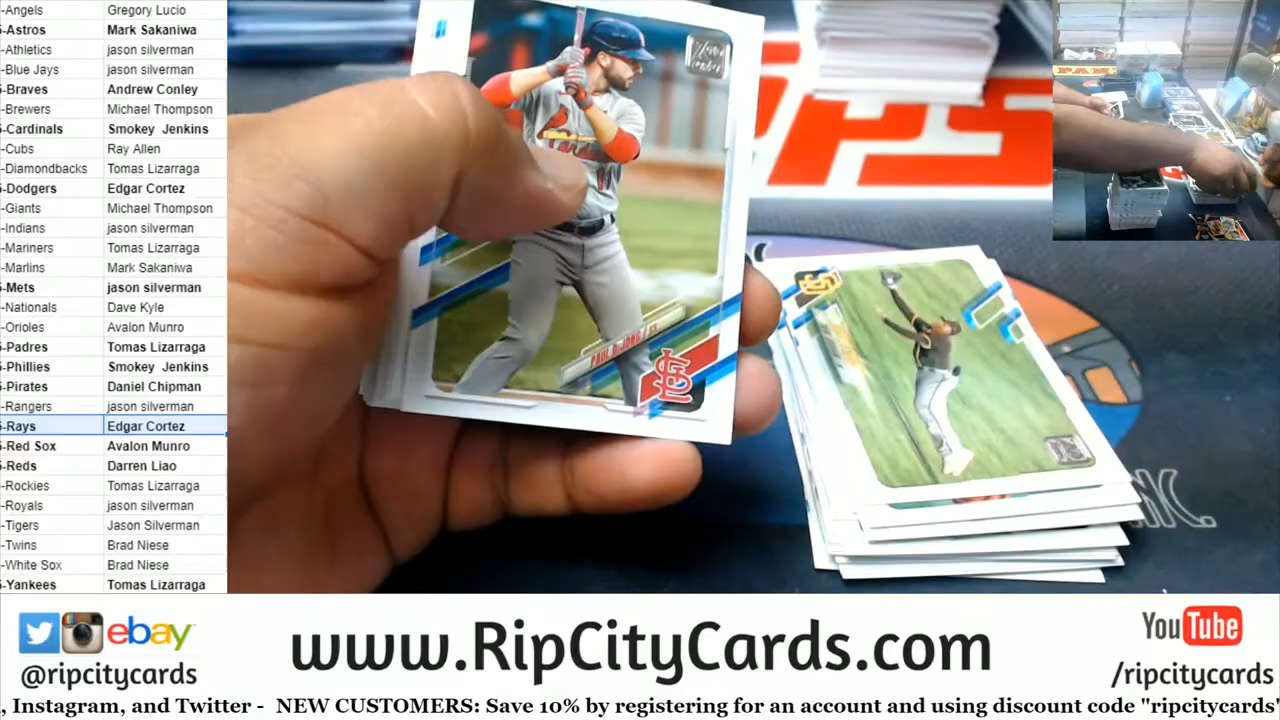 -Angels Gregory Lucio
-Astros Mark Sakaniwa
-Athletics jason silverman
-Blue Jays jason silverman
-Braves Andrew Conley
-Brewers Michael Thompson
-Cardinals Smokey Jenkins
-Cubs Ray Allen
-Diamondbacks Tomas Lizarraga
-Dodgers Edgar Cortez
-Giants Michael Thompson
-Indians jason silverman
-Mariners Tomas Lizarraga
-Marlins Mark Sakaniwa
-Mets jason silverman
-Nationals Dave Kyle
-Orioles Avalon Munro
-Padres Tomas Lizarraga
-Phillies Smokey Jenkins
-Pirates Daniel Chipman
-Rangers jason silverman
-Rays Edgar Cortez
-Red Sox Avalon Munro
-Reds Darren Liao
-Rockies Tomas Lizarraga
-Royals jason silverman
-Tigers Jason Silverman
-Twins Brad Niese
-White Sox Brad Niese
-Yankees Tomas Lizarraga
PAUL DeJONG / SS
ebay
@ripcitycards
www.RipCityCards.com
YouTube
/ripcitycards
, Instagram, and Twitter - NEW CUSTOMERS: Save 10% by registering for an account and using discount code "ripcitycards